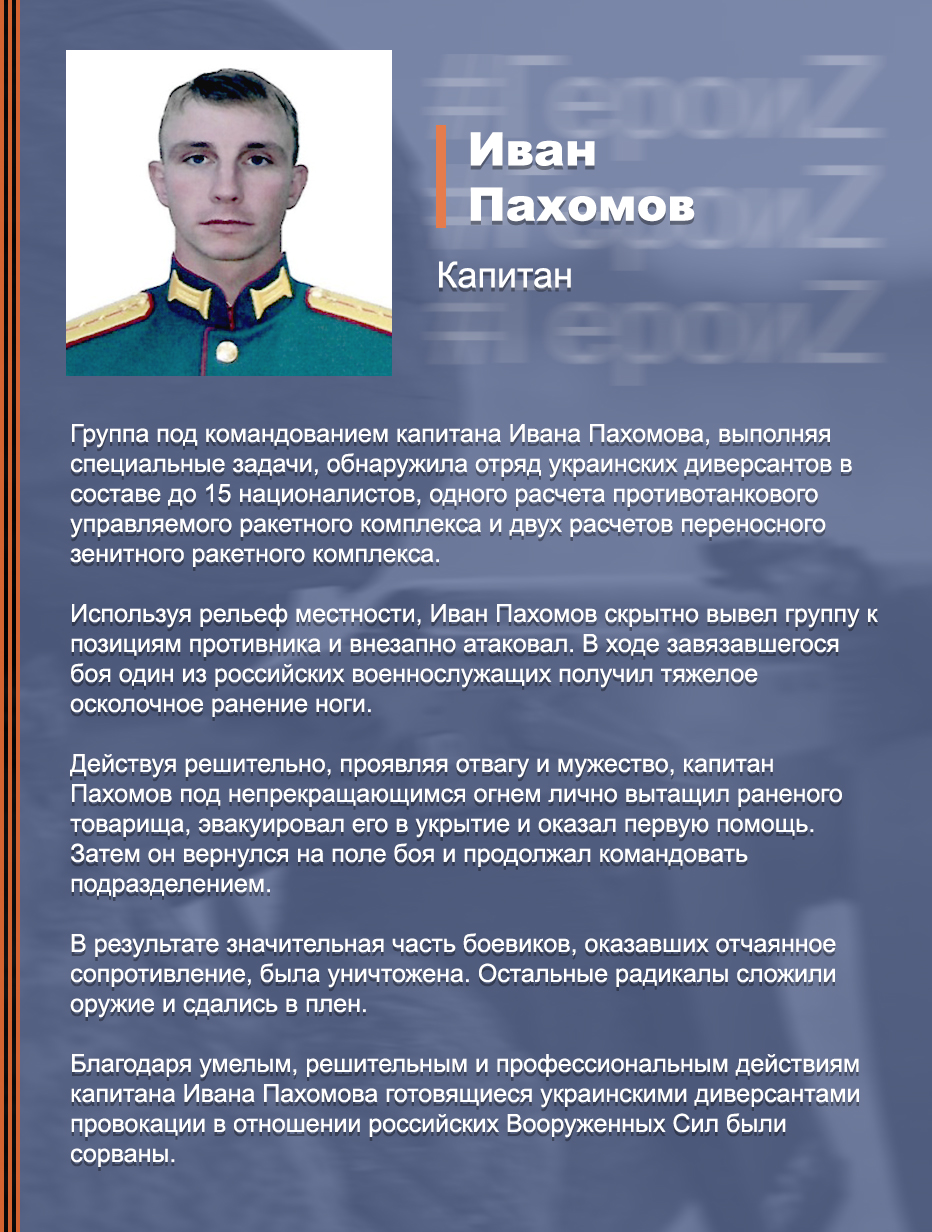 #ГероиZ
Иван
#ГероиZ
Пахомов
Капитан
#ГероиZ
Группа под командованием капитана Ивана Пахомова, выполняя
специальные задачи, обнаружила отряд украинских диверсантов в
составе до 15 националистов, одного расчета противотанкового
управляемого ракетного комплекса и двух расчетов переносного
зенитного ракетного комплекса.
Используя рельеф местности, Иван Пахомов скрытно вывел группу к
позициям противника и внезапно атаковал. В ходе завязавшегося
боя один из российских военнослужащих получил тяжелое
осколочное ранение ноги.
Действуя решительно, проявляя отвагу и мужество, капитан
Пахомов под непрекращающимся огнем лично вытащил раненого
товарища, эвакуировал его в укрытие и оказал первую помощь.
Затем он вернулся на поле боя и продолжал командовать
подразделением.
В результате значительная часть боевиков, оказавших отчаянное
сопротивление, была уничтожена. Остальные радикалы сложили
оружие и сдались в плен.
Благодаря умелым, решительным и профессиональным действиям
капитана Ивана Пахомова готовящиеся украинскими диверсантами
провокации в отношении российских Вооруженных Сил были
сорваны.